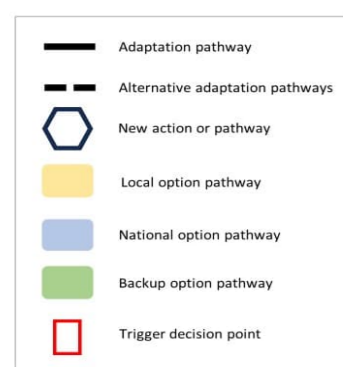 Adaptation pathway
Alternative adaptation pathways
New action or pathway
Local option pathway
National option pathway
Backup option pathway
Trigger decision point